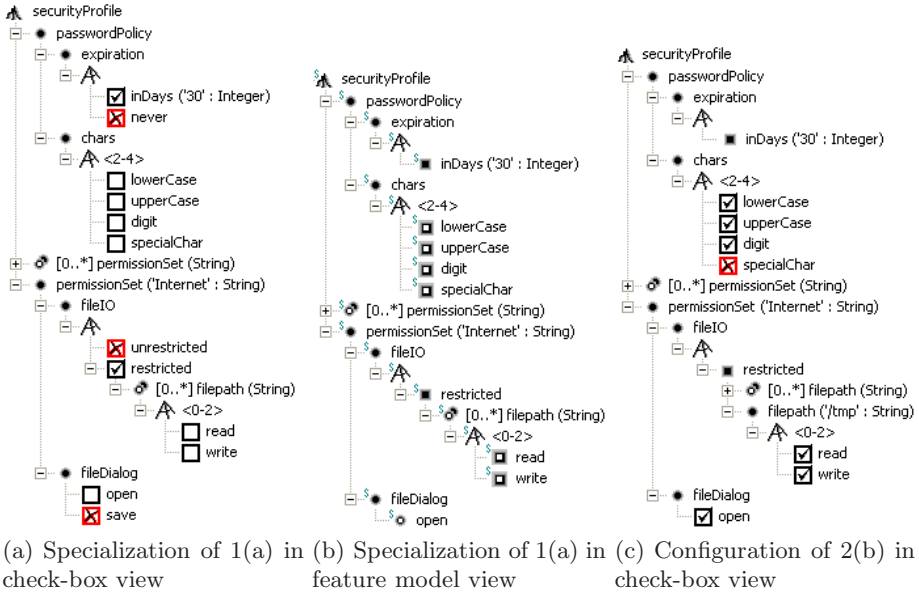 securityProfile
passwordPolicy
expiration
inDays ('30' : Integer)
never
chars
<2-4>
lowerCase
upperCase
digit
specialChar
[0..*] permissionSet (String)
permissionSet ('Internet' : String)
fileIO
unrestricted
restricted
[0..*] filepath (String)
<0-2>
read
write
fileDialog
open
save
(a) Specialization of 1(a) in
check-box view
securityProfile
passwordPolicy
expiration
inDays ('30' : Integer)
chars
<2-4>
lowerCase
upperCase
digit
specialChar
[0..*] permissionSet (String)
permissionSet ('Internet' : String)
fileIO
restricted
[0..*] filepath (String)
<0-2>
read
write
fileDialog
open
(b) Specialization of 1(a) in
feature model view
securityProfile
passwordPolicy
expiration
inDays ('30' : Integer)
chars
<2-4>
lowerCase
upperCase
digit
specialChar
[0..*] permissionSet (String)
permissionSet ('Internet' : String)
fileIO
restricted
[0..*] filepath (String)
filepath ('/tmp' : String)
<0-2>
read
write
fileDialog
open
(c) Configuration of 2(b) in
check-box view